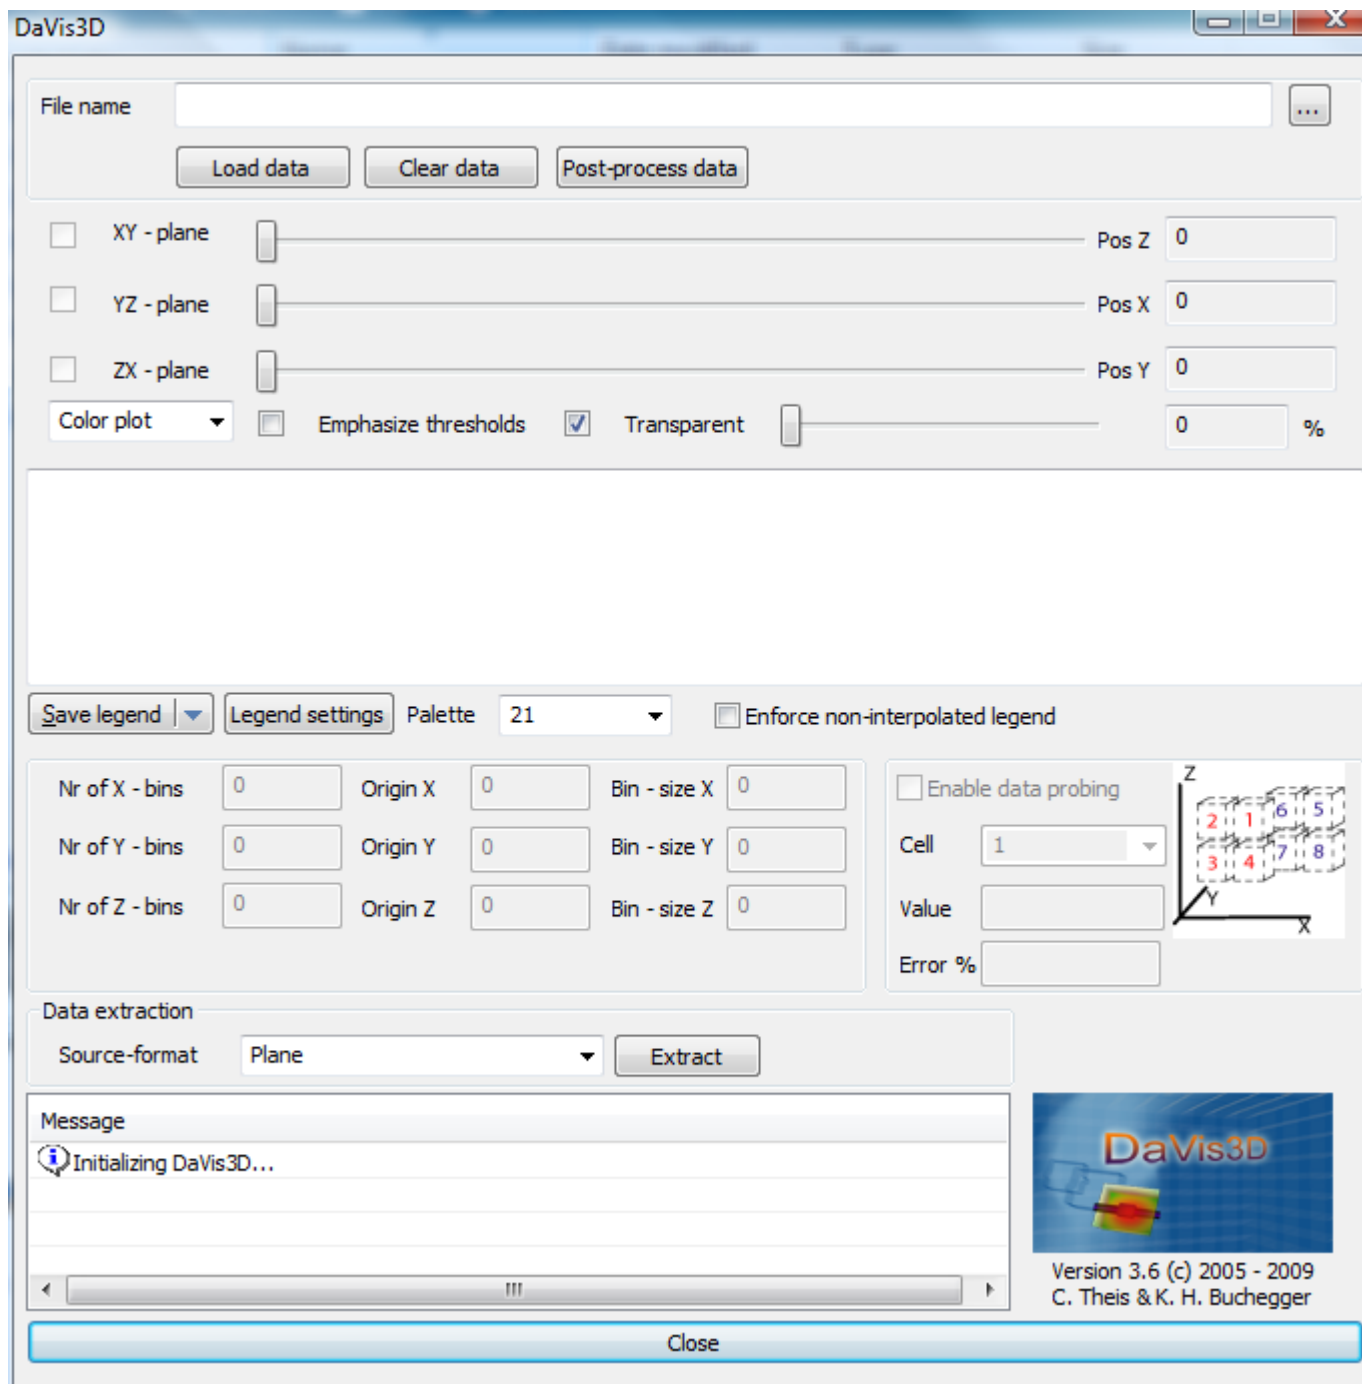 DaVis3D
File name
...
Load data Clear data Post-process data
XY - plane Pos Z 0
YZ - plane Pos X 0
ZX - plane Pos Y 0
Color plot Emphasize thresholds Transparent 0 %
Save legend Legend settings Palette 21 Enforce non-interpolated legend
Nr of X - bins 0 Origin X 0 Bin - size X 0
Nr of Y - bins 0 Origin Y 0 Bin - size Y 0
Nr of Z - bins 0 Origin Z 0 Bin - size Z 0
Enable data probing
Cell 1
Value
Error %
Z
2 1 6 5
3 4 7 8
Y
X
Data extraction
Source-format Plane Extract
Message
Initializing DaVis3D...
DaVis3D
Version 3.6 (c) 2005 - 2009
C. Theis & K. H. Buchegger
Close